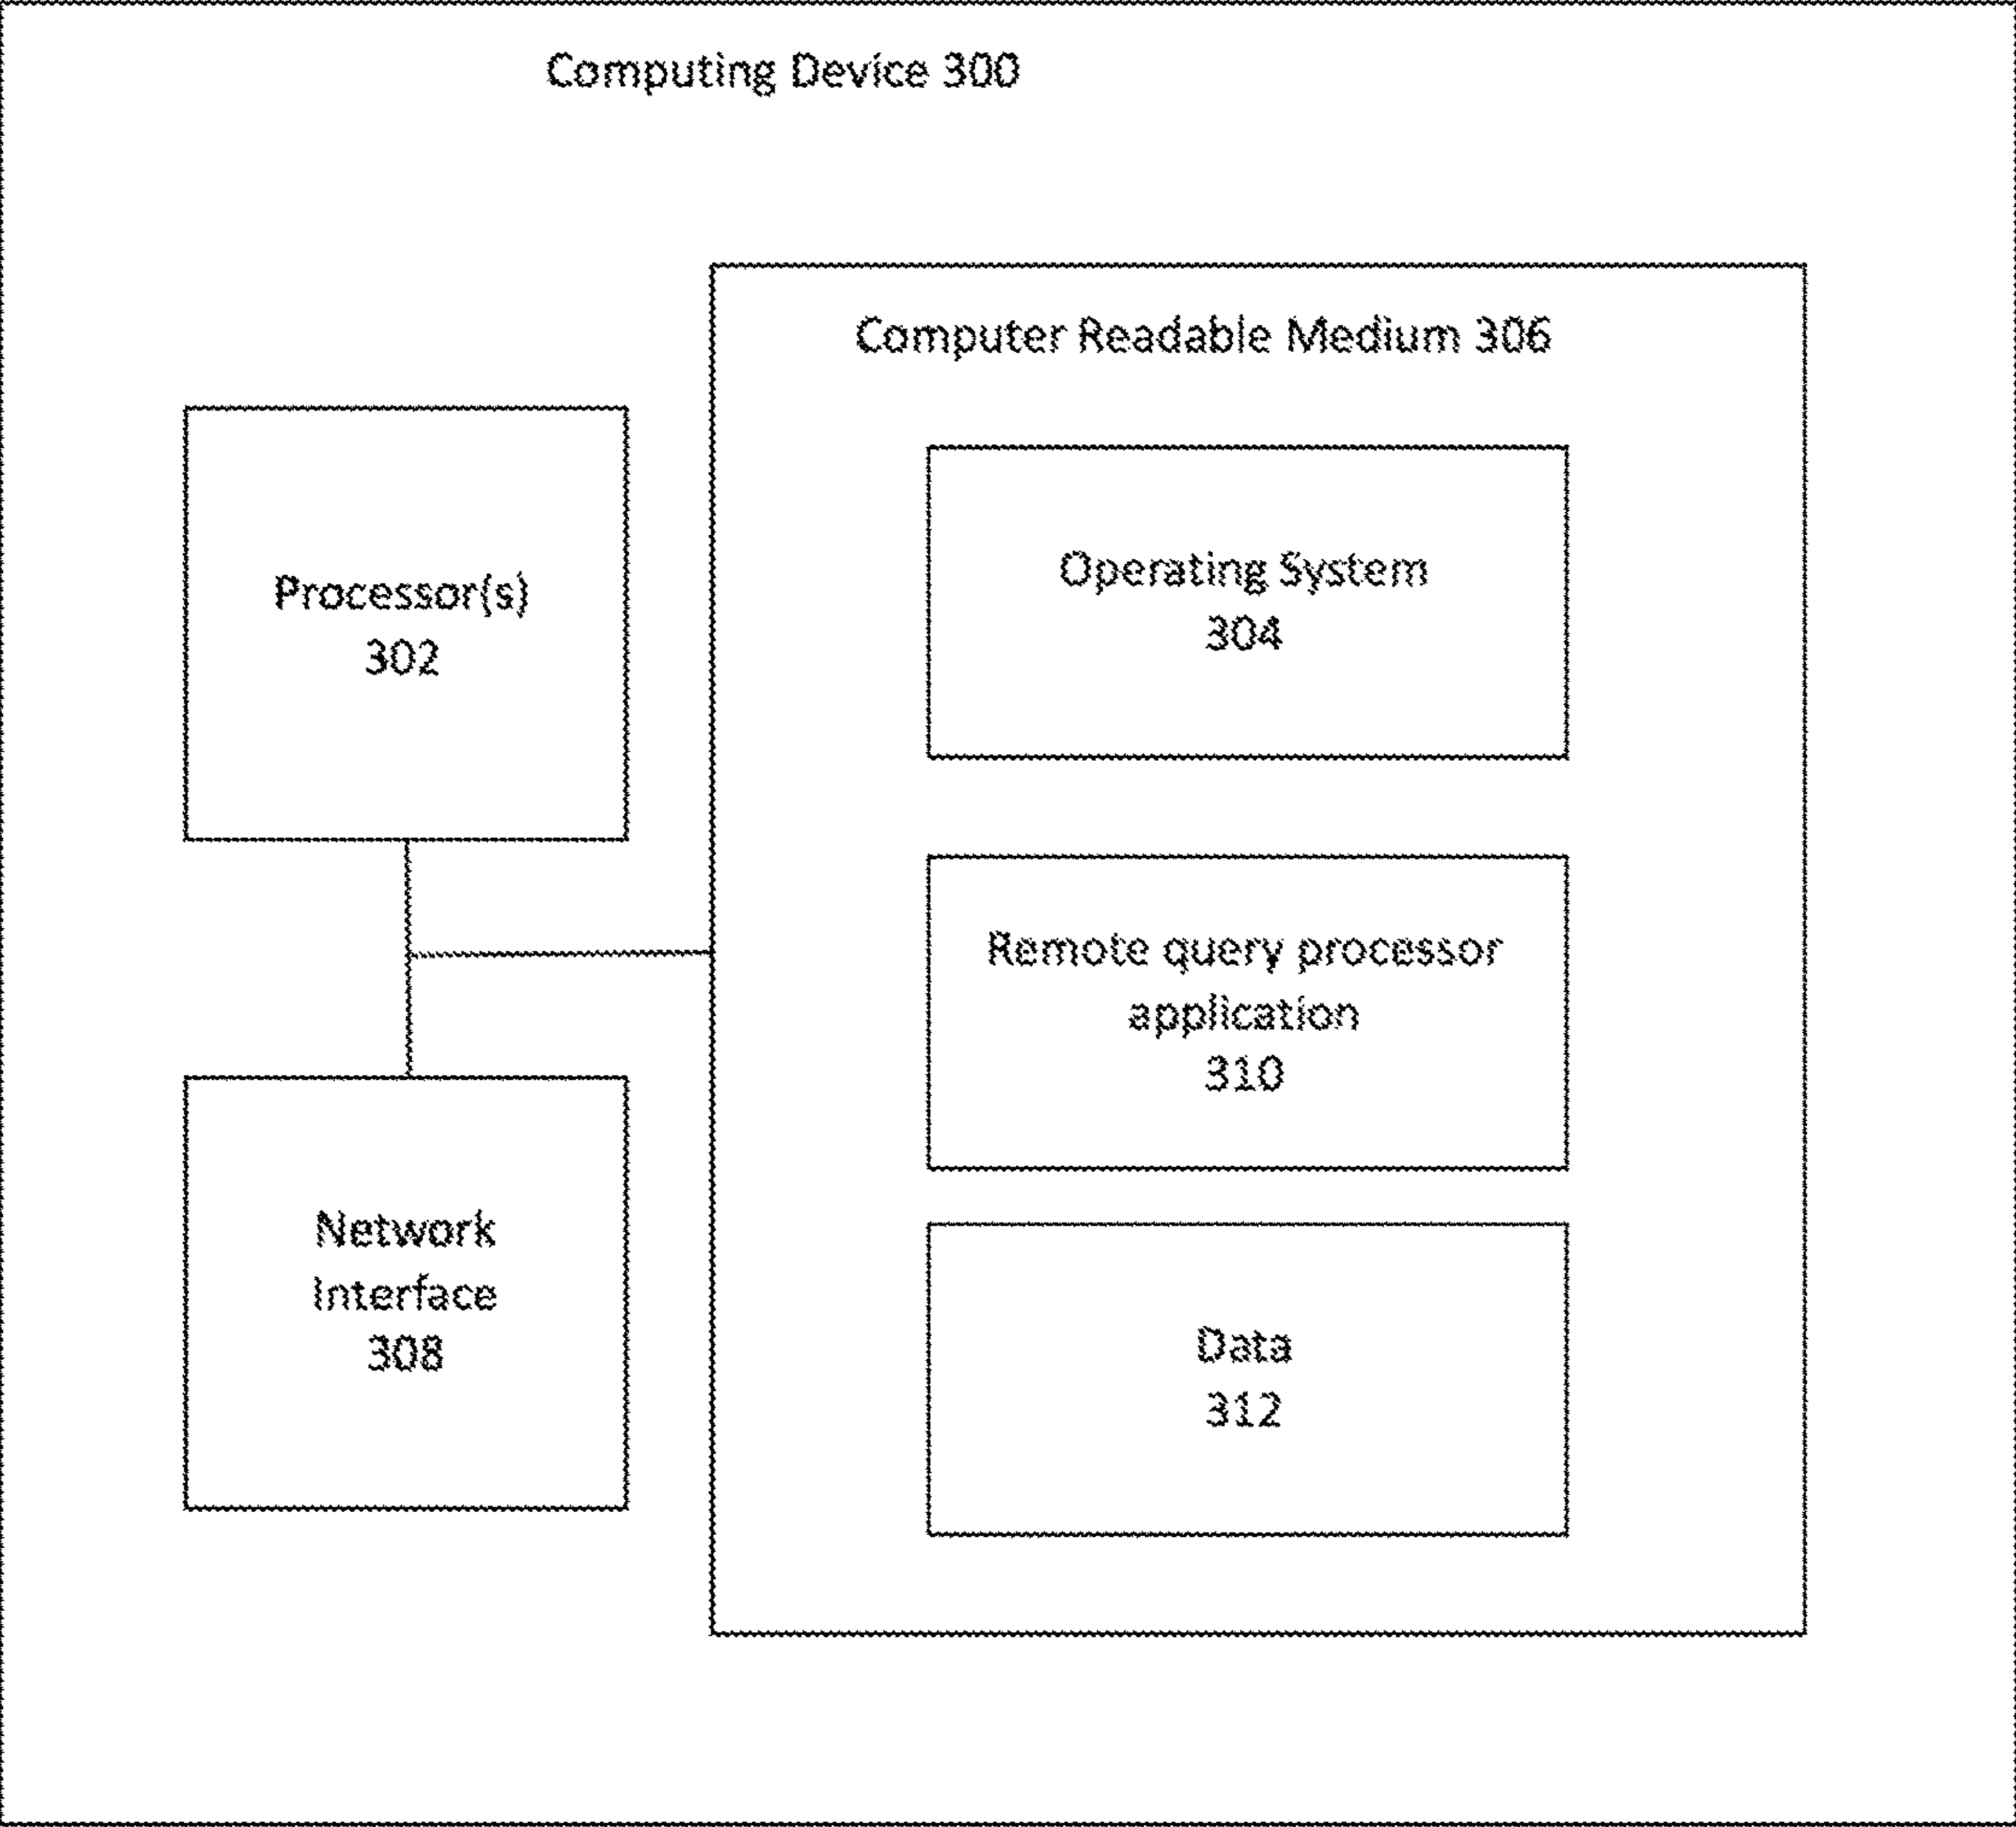 Computing Device 300
Computer Readable Medium 306
Processor(s)
302
Operating System
304
Remote query processor
application
310
Network
Interface
308
Data
312